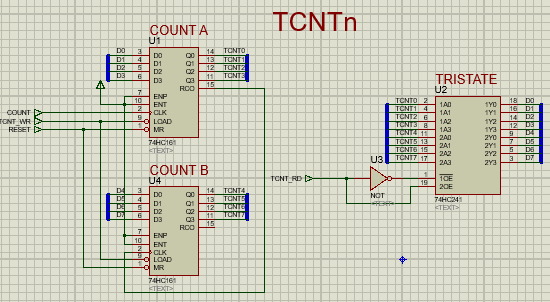 TCNTn
COUNT A
U1
D0 3 D0 Q0 14 TCNT0
D1 4 D1 Q1 13 TCNT1
D2 5 D2 Q2 12 TCNT2
D3 6 D3 Q3 11 TCNT3
RCO 15
7 ENP
10 ENT
COUNT 2 CLK
TCNT_WR 9 LOAD
RESET 1 MR
74HC161
<TEXT>
COUNT B
U4
D4 3 D0 Q0 14 TCNT4
D5 4 D1 Q1 13 TCNT5
D6 5 D2 Q2 12 TCNT6
D7 6 D3 Q3 11 TCNT7
RCO 15
7 ENP
10 ENT
2 CLK
9 LOAD
1 MR
74HC161
<TEXT>
TRISTATE
U2
TCNT0 2 1A0 1Y0 18 D0
TCNT1 4 1A1 1Y1 16 D1
TCNT2 6 1A2 1Y2 14 D2
TCNT3 8 1A3 1Y3 12 D3
TCNT4 11 2A0 2Y0 9 D4
TCNT5 13 2A1 2Y1 7 D5
TCNT6 15 2A2 2Y2 5 D6
TCNT7 17 2A3 2Y3 3 D7
1 1OE
19 2OE
74HC241
<TEXT>
U3
TCNT_RD
NOT
<TEXT>